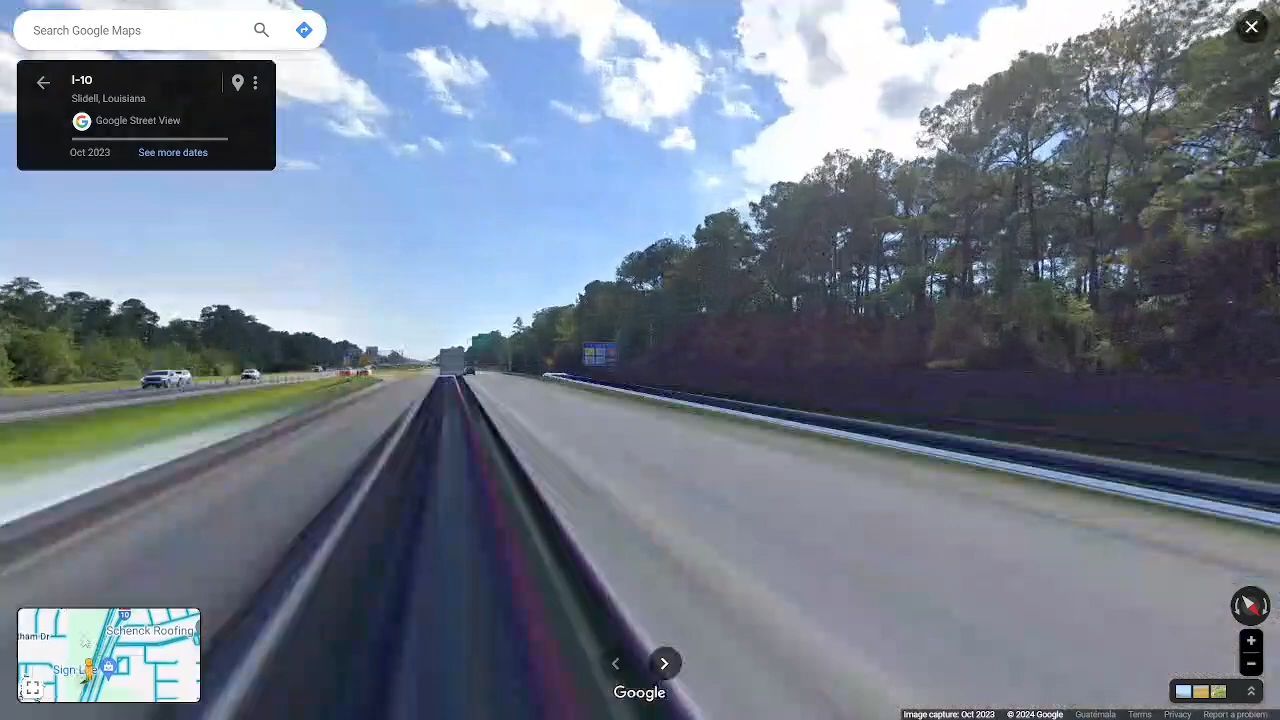 Search Google Maps
I-10
Slidell, Louisiana
Google Street View
Oct 2023
See more dates
10
Schenck Roofing
Google
Image capture: Oct 2023
© 2024 Google
Guatemala
Terms
Privacy
Report a problem